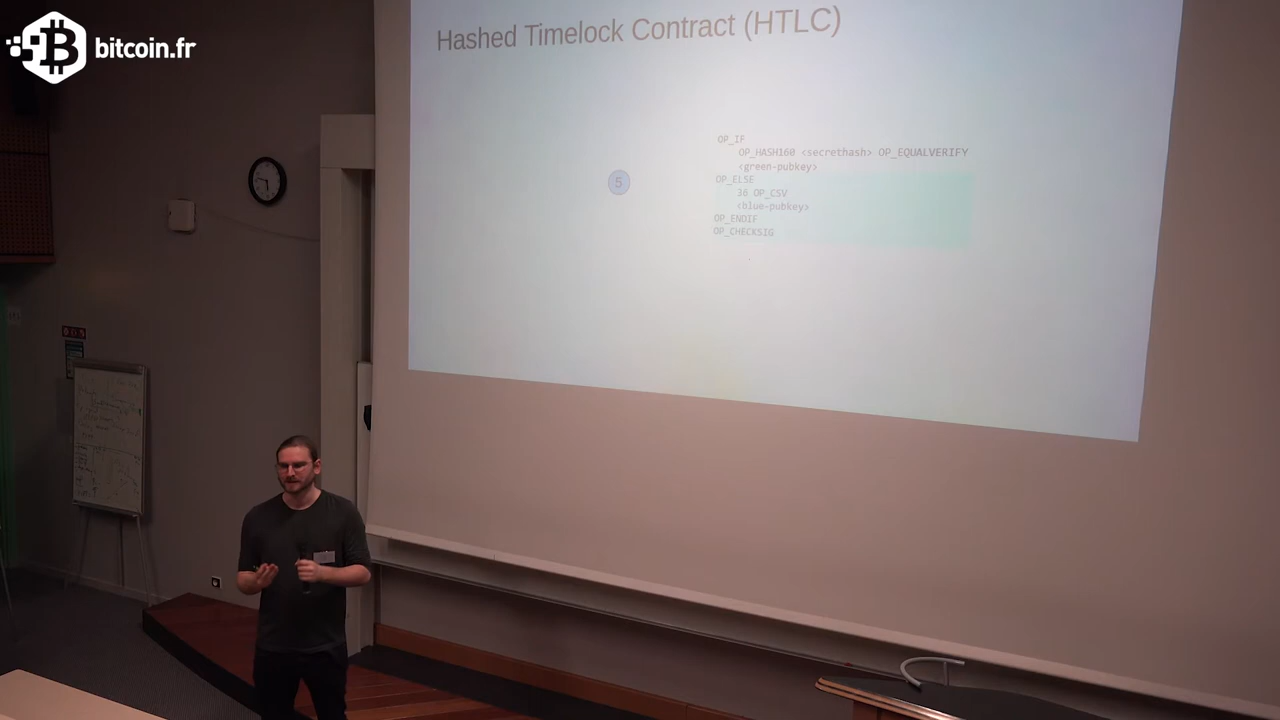 bitcoin.fr
Hashed Timelock Contract (HTLC)
OP_IF
OP_HASH160 <secrethash> OP_EQUALVERIFY
<green-pubkey>
5
OP_ELSE
36 OP_CSV
<blue-pubkey>
OP_ENDIF
OP_CHECKSIG